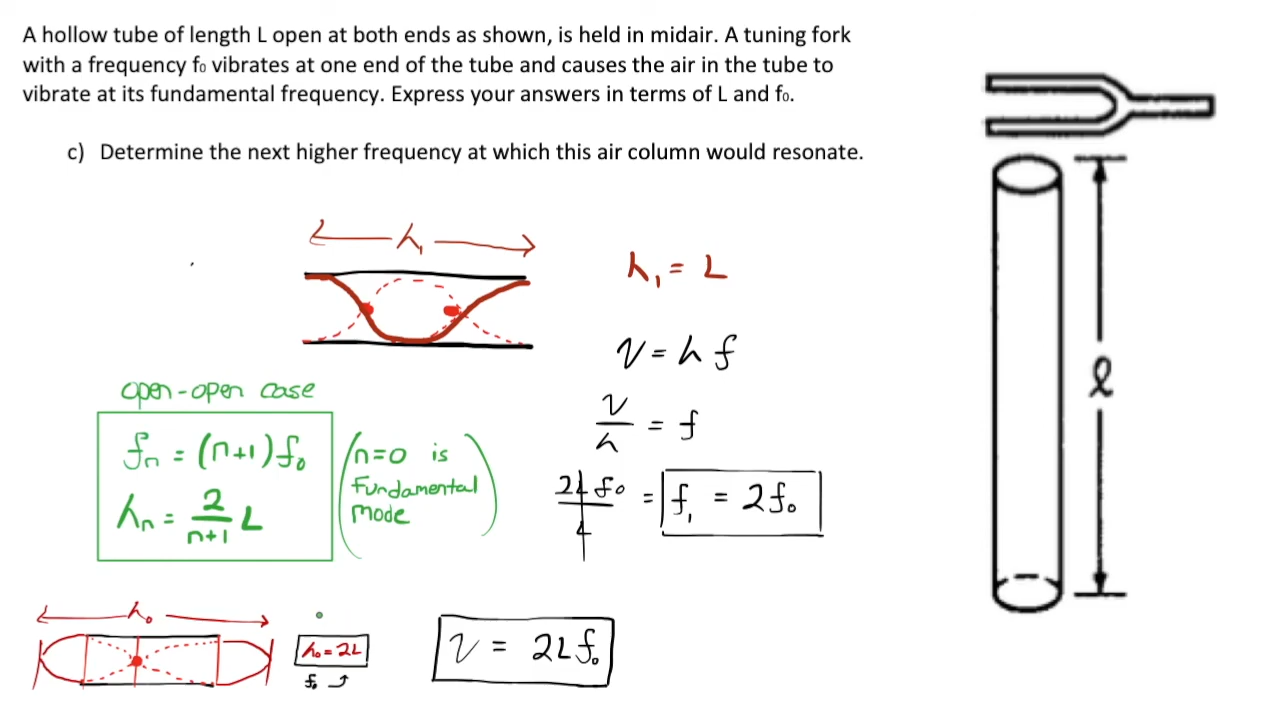 A hollow tube of length L open at both ends as shown, is held in midair. A tuning fork
with a frequency f₀ vibrates at one end of the tube and causes the air in the tube to
vibrate at its fundamental frequency. Express your answers in terms of L and f₀.
c) Determine the next higher frequency at which this air column would resonate.
λ₁
λ₁ = L
v = λ f
v/λ = f
2L f₀/L = f₁ = 2f₀
open-open case
fₙ = (n+1) f₀
λₙ = 2/(n+1) L
(n=0 is
fundamental
mode)
λ₀
λ₀ = 2L
f₀
v = 2Lf₀
ℓ